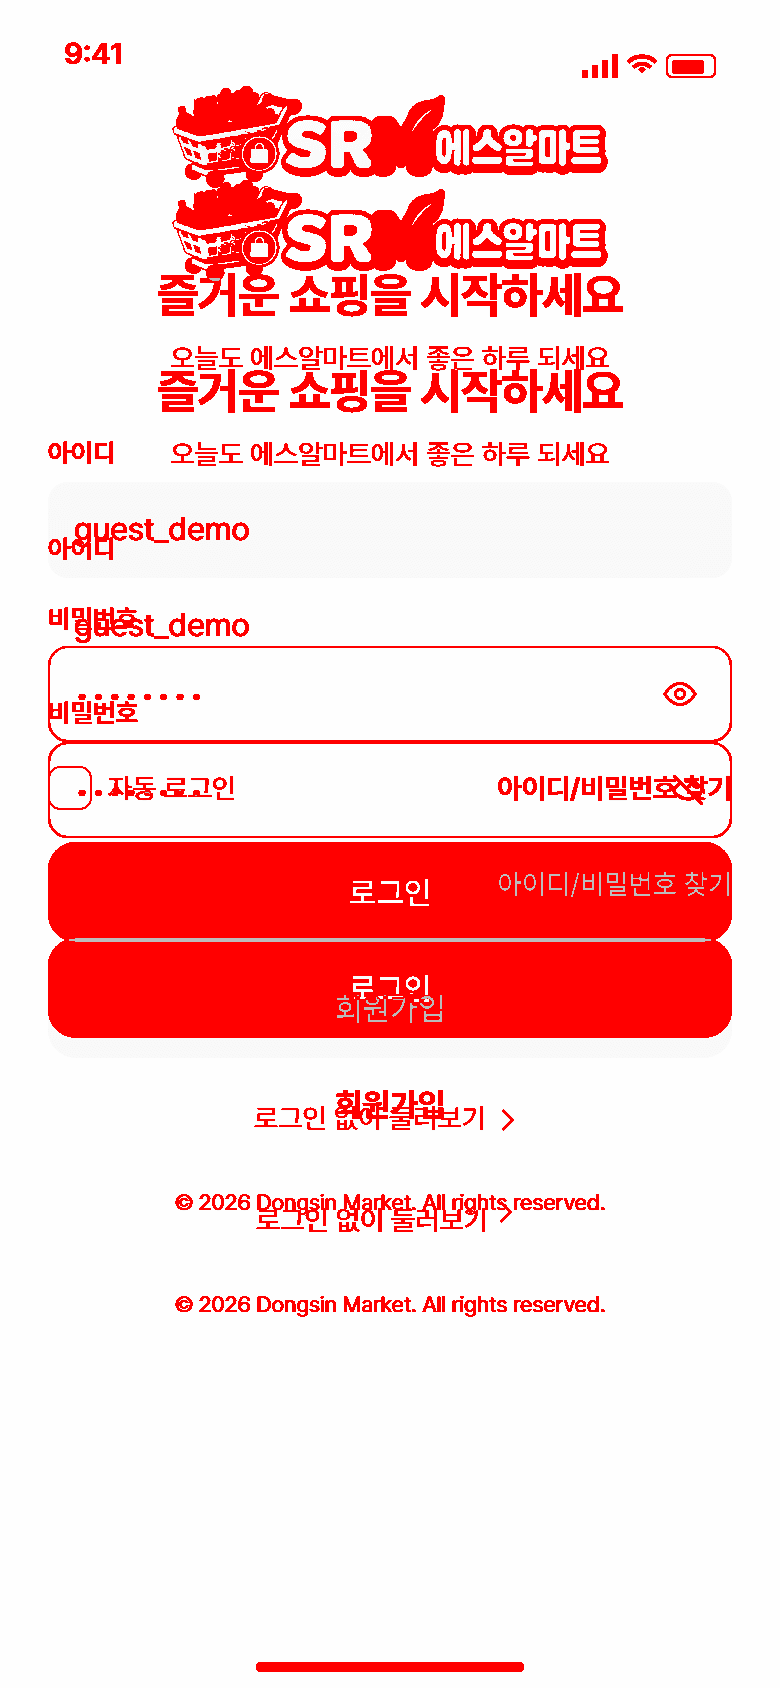 9:41
SRM 에스알마트
SRM 에스알마트
즐거운 쇼핑을 시작하세요
오늘도 에스알마트에서 좋은 하루 되세요
즐거운 쇼핑을 시작하세요
아이디
오늘도 에스알마트에서 좋은 하루 되세요
guest_demo
아이디
비밀번호
guest_demo
비밀번호
자동 로그인
아이디/비밀번호 찾기
로그인
아이디/비밀번호 찾기
로그인
회원가입
회원가입
로그인 없이 둘러보기
© 2026 Dongsin Market. All rights reserved.
로그인 없이 둘러보기
© 2026 Dongsin Market. All rights reserved.